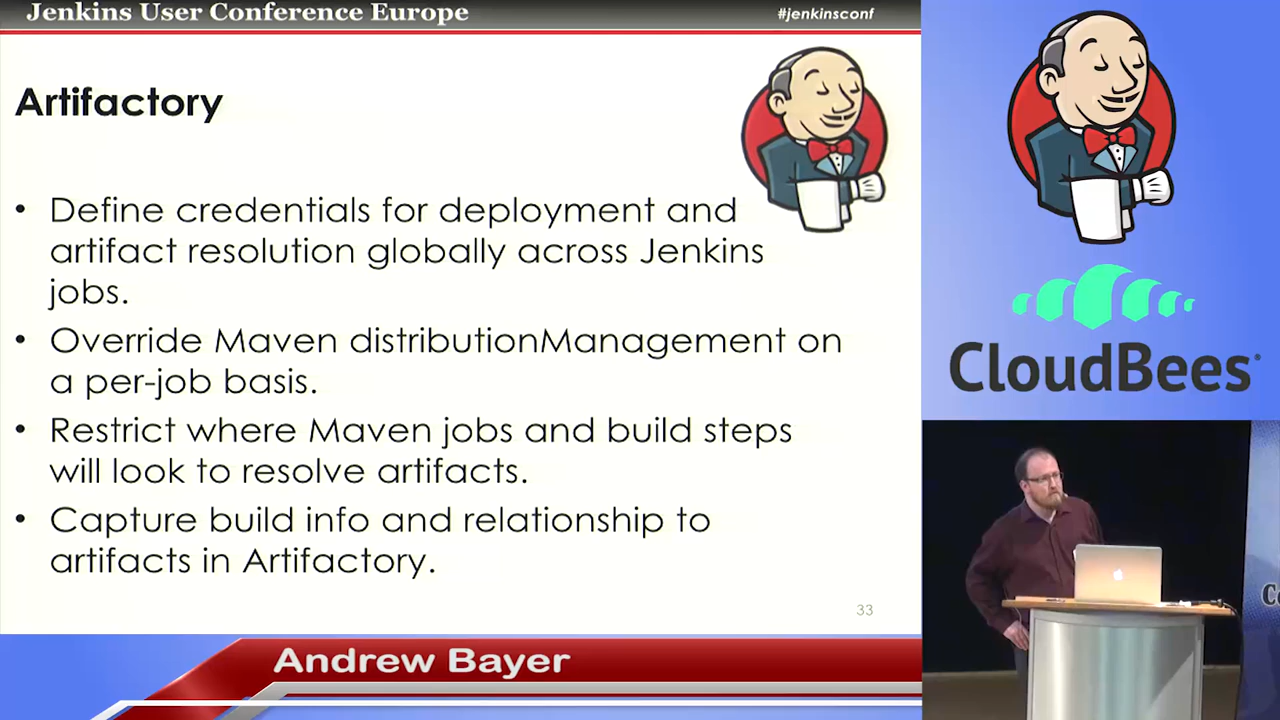 Jenkins User Conference Europe
#jenkinsconf
Artifactory
• Define credentials for deployment and
artifact resolution globally across Jenkins
jobs.
• Override Maven distributionManagement on
a per-job basis.
• Restrict where Maven jobs and build steps
will look to resolve artifacts.
• Capture build info and relationship to
artifacts in Artifactory.
33
CloudBees
Andrew Bayer